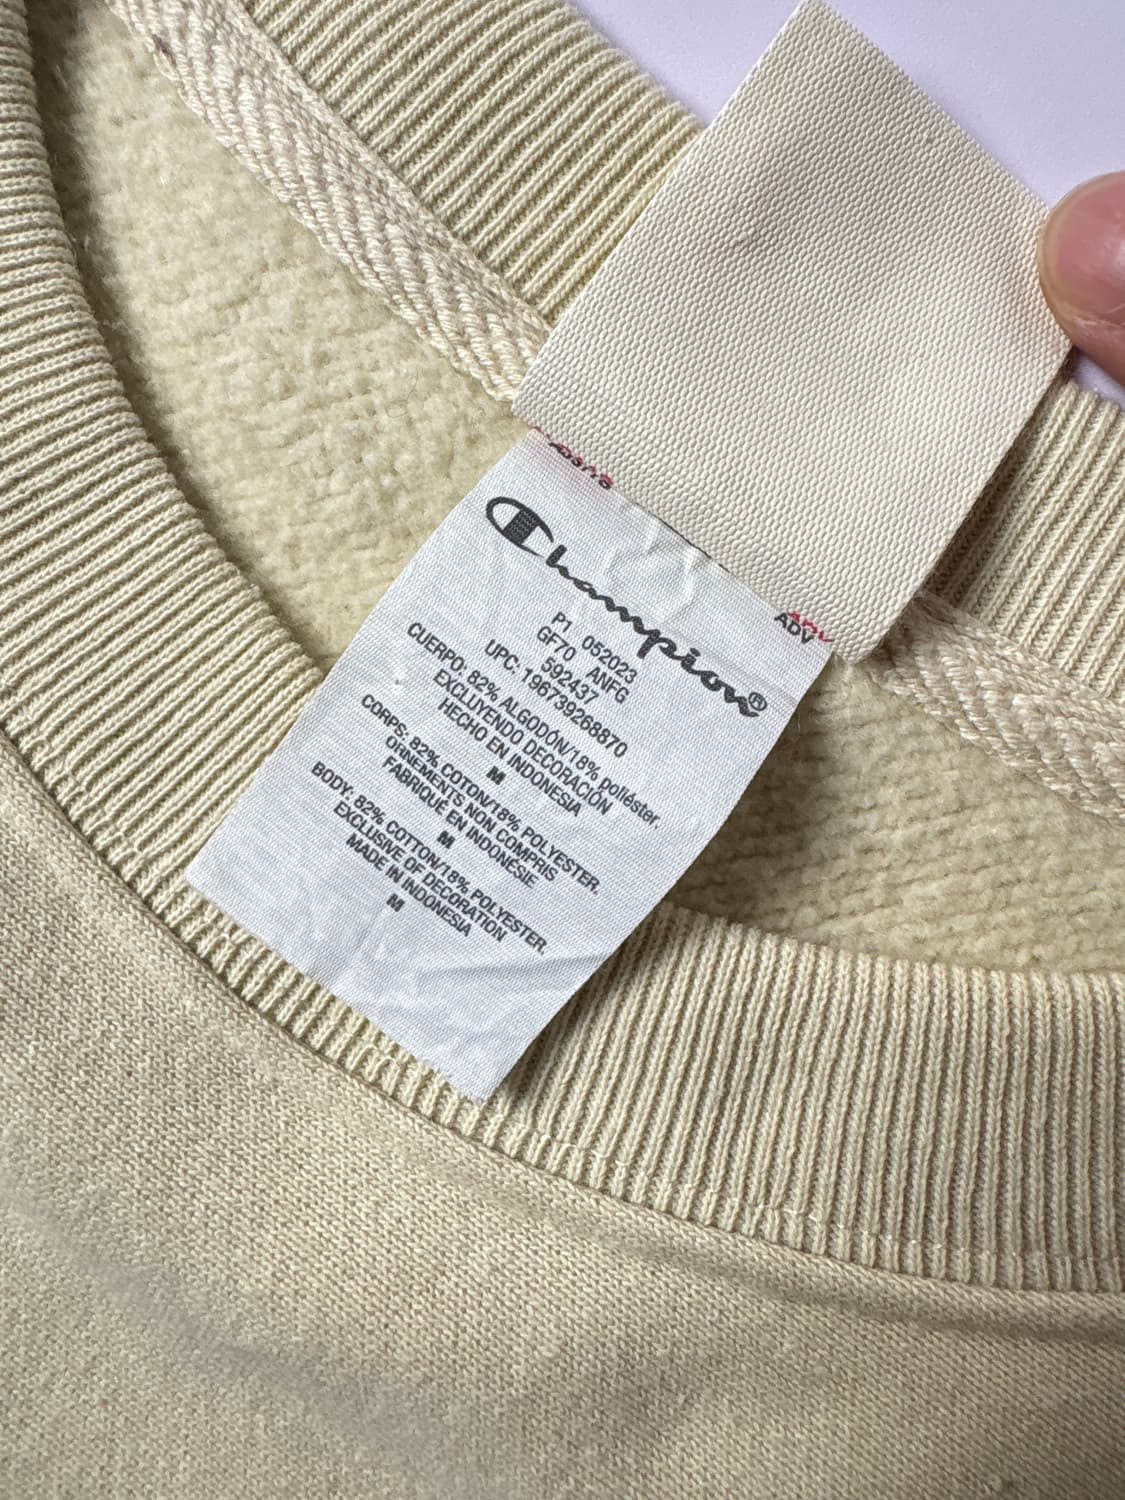 Champion®
P1 052023
GF70 ANFG
592437
UPC: 196739268870
CUERPO: 82% ALGODÓN/18% poliéster.
EXCLUYENDO DECORACIÓN
HECHO EN INDONESIA
M
CORPS: 82% COTON/18% POLYESTER.
ORNEMENTS NON COMPRIS
FABRIQUÉ EN INDONÉSIE
M
BODY: 82% COTTON/18% POLYESTER.
EXCLUSIVE OF DECORATION
MADE IN INDONESIA
M
ADV